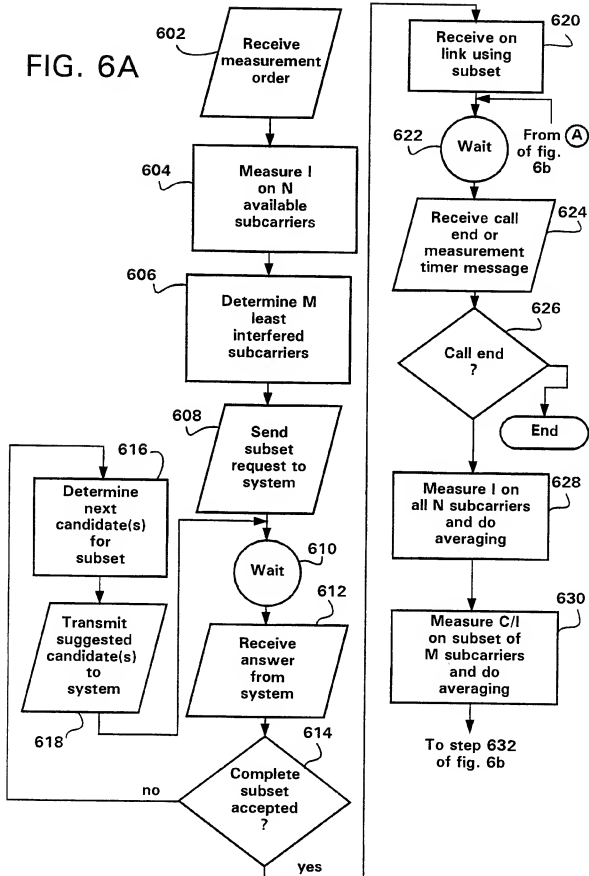 FIG. 6A
602
Receive
measurement
order
604
Measure I
on N
available
subcarriers
606
Determine M
least
interfered
subcarriers
608
Send
subset
request to
system
616
Determine
next
candidate(s)
for
subset
610
Wait
Transmit
suggested
candidate(s)
to
system
618
612
Receive
answer
from
system
614
Complete
subset
accepted
?
no
yes
620
Receive on
link using
subset
622
Wait
From A
of fig.
6b
624
Receive call
end or
measurement
timer message
626
Call end
?
End
628
Measure I on
all N subcarriers
and do
averaging
630
Measure C/I
on subset of
M subcarriers
and do
averaging
To step 632
of fig. 6b